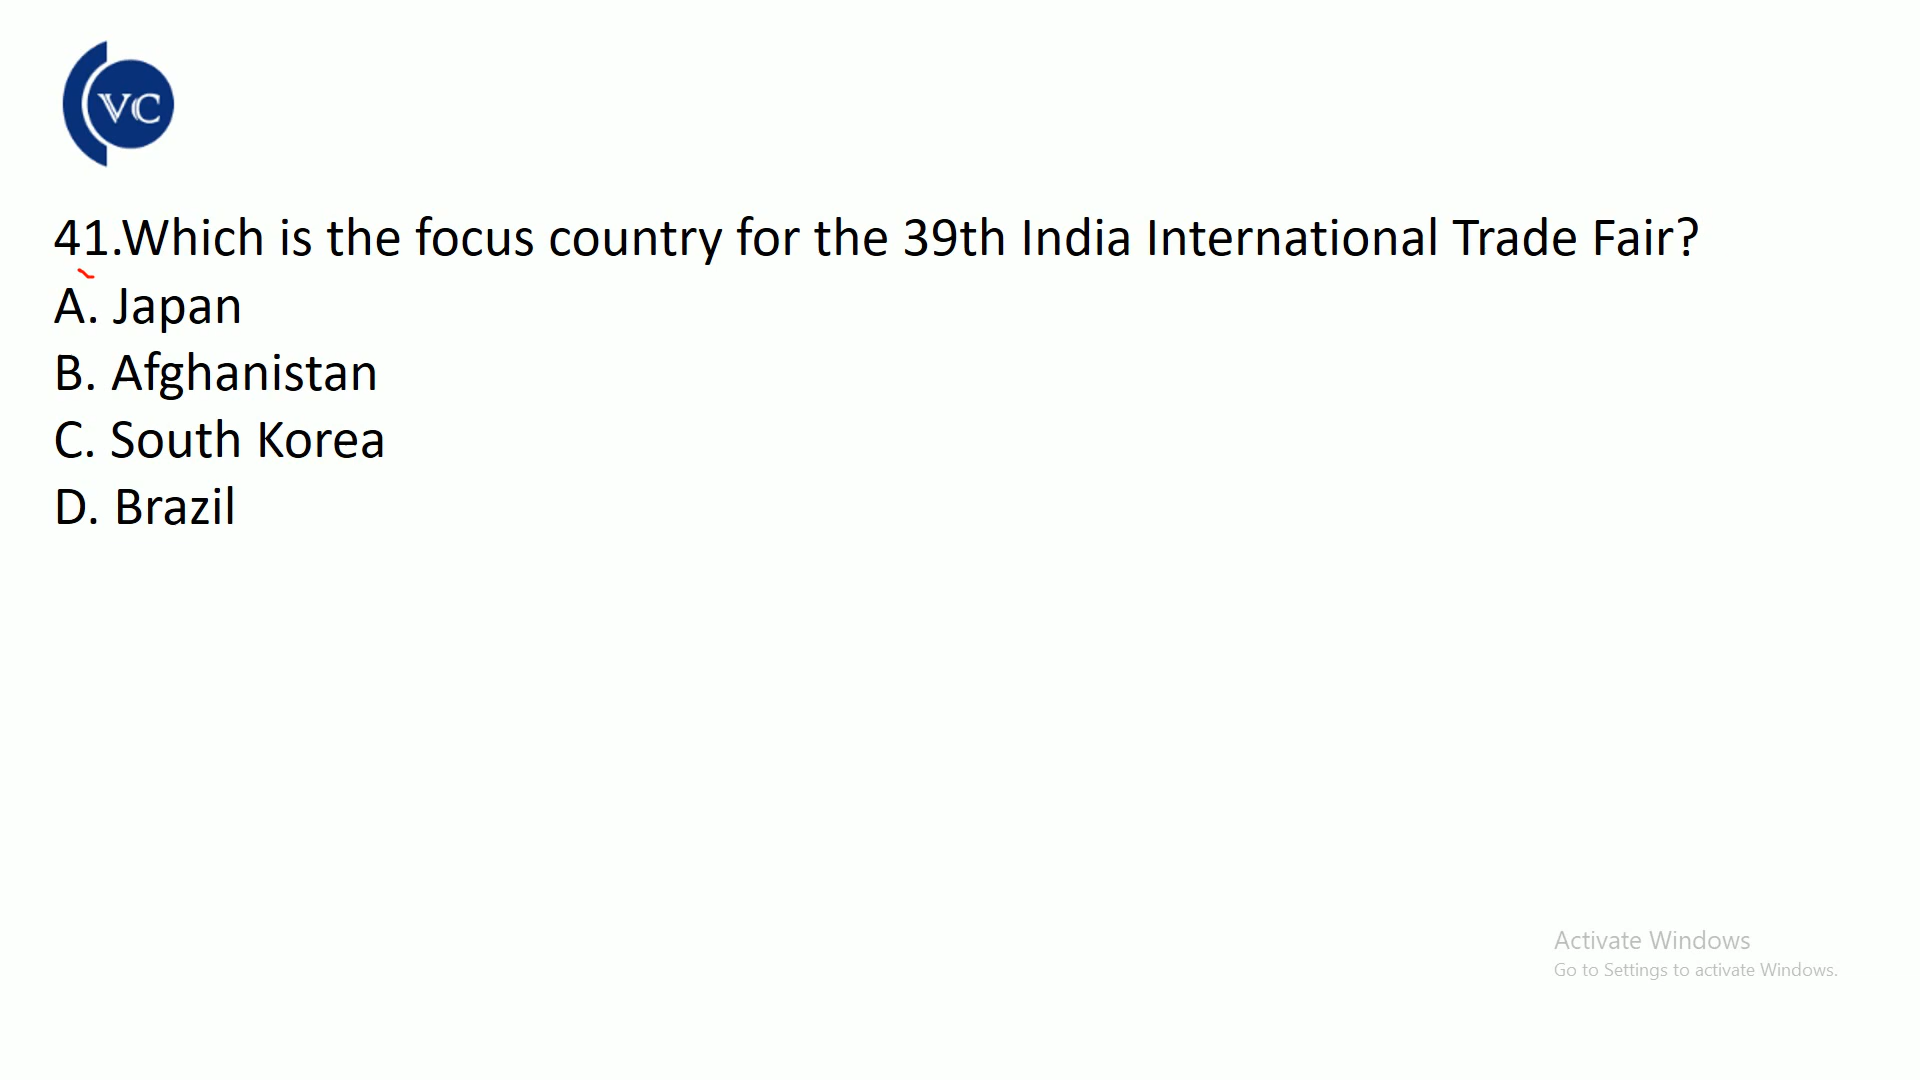 VC
41.Which is the focus country for the 39th India International Trade Fair?
A. Japan
B. Afghanistan
C. South Korea
D. Brazil
Activate Windows
Go to Settings to activate Windows.